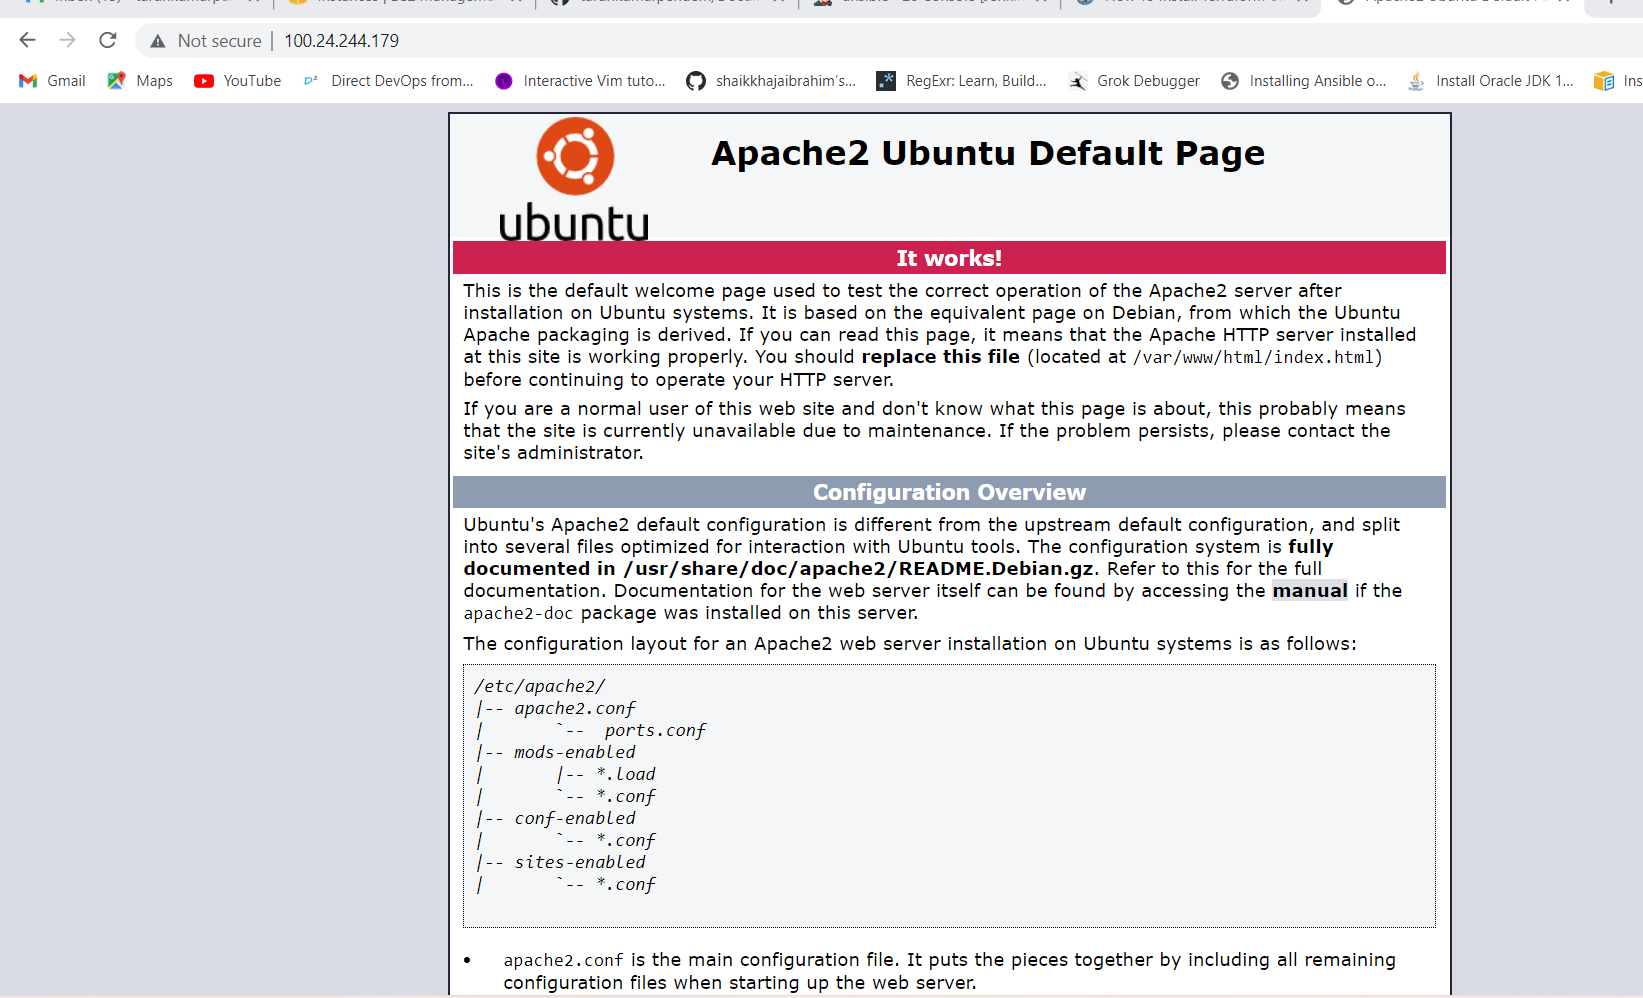 Not secure | 100.24.244.179
Gmail Maps YouTube Direct DevOps from... Interactive Vim tuto... shaikkhajaibrahim's... RegExr: Learn, Build... Grok Debugger Installing Ansible o... Install Oracle JDK 1... Ins
ubuntu
Apache2 Ubuntu Default Page
It works!
This is the default welcome page used to test the correct operation of the Apache2 server after
installation on Ubuntu systems. It is based on the equivalent page on Debian, from which the Ubuntu
Apache packaging is derived. If you can read this page, it means that the Apache HTTP server installed
at this site is working properly. You should replace this file (located at /var/www/html/index.html)
before continuing to operate your HTTP server.
If you are a normal user of this web site and don't know what this page is about, this probably means
that the site is currently unavailable due to maintenance. If the problem persists, please contact the
site's administrator.
Configuration Overview
Ubuntu's Apache2 default configuration is different from the upstream default configuration, and split
into several files optimized for interaction with Ubuntu tools. The configuration system is fully
documented in /usr/share/doc/apache2/README.Debian.gz. Refer to this for the full
documentation. Documentation for the web server itself can be found by accessing the manual if the
apache2-doc package was installed on this server.
The configuration layout for an Apache2 web server installation on Ubuntu systems is as follows:
/etc/apache2/
|-- apache2.conf
|       `--  ports.conf
|-- mods-enabled
|       |-- *.load
|       `-- *.conf
|-- conf-enabled
|       `-- *.conf
|-- sites-enabled
|       `-- *.conf
• apache2.conf is the main configuration file. It puts the pieces together by including all remaining
configuration files when starting up the web server.